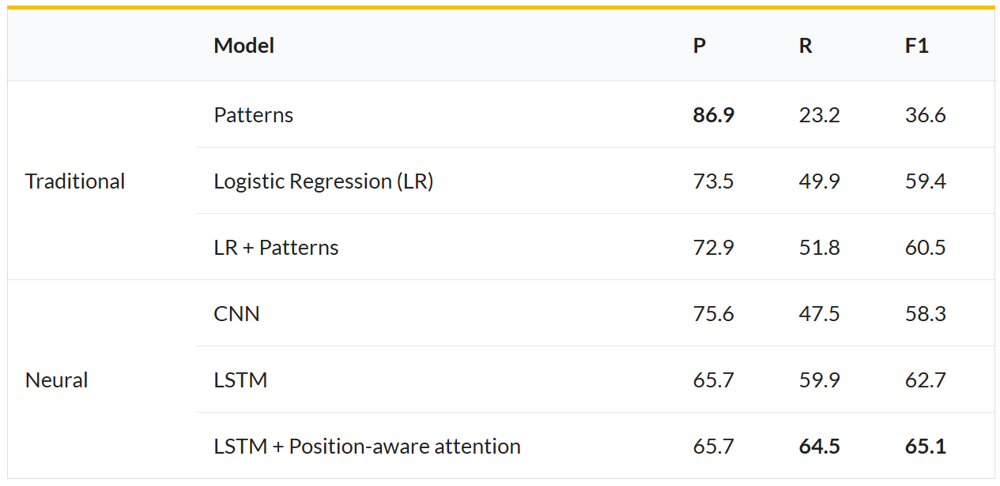 Model P R F1
Patterns 86.9 23.2 36.6
Traditional Logistic Regression (LR) 73.5 49.9 59.4
LR + Patterns 72.9 51.8 60.5
CNN 75.6 47.5 58.3
Neural LSTM 65.7 59.9 62.7
LSTM + Position-aware attention 65.7 64.5 65.1